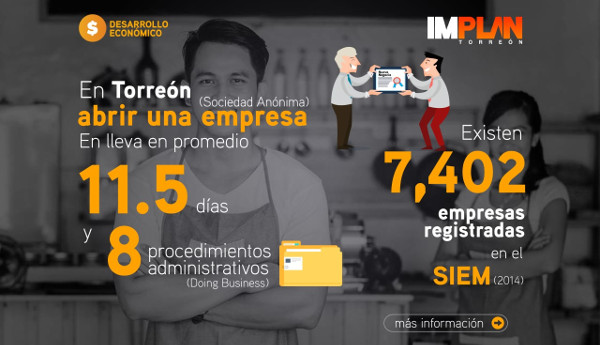 DESARROLLO
ECONÓMICO
IMPLAN
TORREÓN
En Torreón (Sociedad Anónima)
abrir una empresa
En lleva en promedio
11.5 días
y
8 procedimientos
administrativos
(Doing Business)
Existen
7,402
empresas
registradas
en el
SIEM (2014)
más información